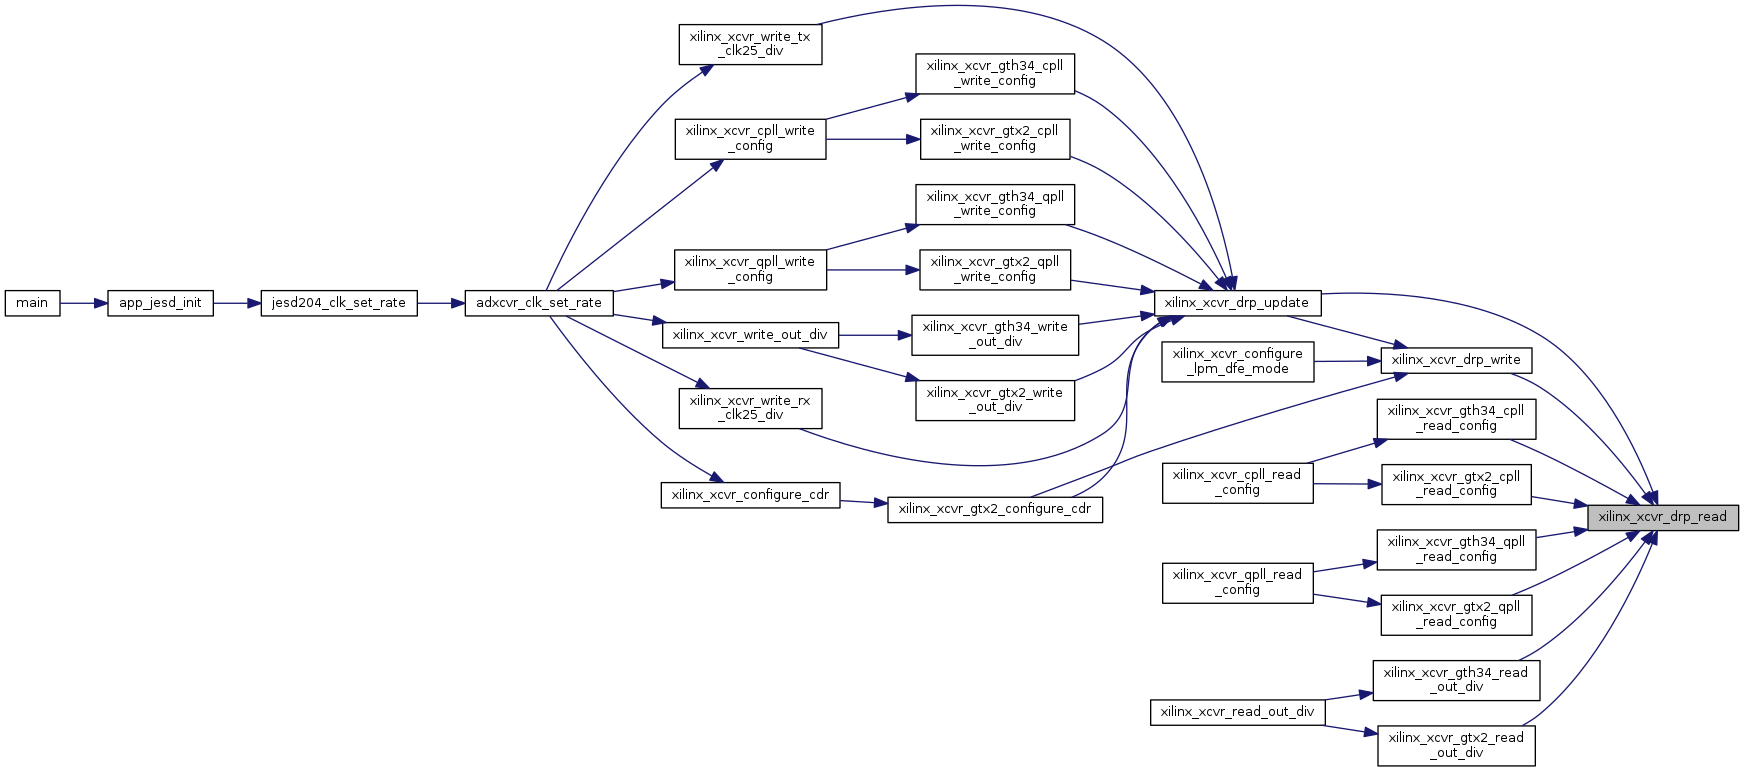 xilinx_xcvr_write_tx
_clk25_div
xilinx_xcvr_gth34_cpll
_write_config
xilinx_xcvr_cpll_write
_config
xilinx_xcvr_gtx2_cpll
_write_config
xilinx_xcvr_gth34_qpll
_write_config
xilinx_xcvr_qpll_write
_config
xilinx_xcvr_gtx2_qpll
_write_config
main
app_jesd_init
jesd204_clk_set_rate
adxcvr_clk_set_rate
xilinx_xcvr_drp_update
xilinx_xcvr_write_out_div
xilinx_xcvr_gth34_write
_out_div
xilinx_xcvr_configure
_lpm_dfe_mode
xilinx_xcvr_drp_write
xilinx_xcvr_write_rx
_clk25_div
xilinx_xcvr_gtx2_write
_out_div
xilinx_xcvr_gth34_cpll
_read_config
xilinx_xcvr_cpll_read
_config
xilinx_xcvr_gtx2_cpll
_read_config
xilinx_xcvr_configure_cdr
xilinx_xcvr_gtx2_configure_cdr
xilinx_xcvr_drp_read
xilinx_xcvr_gth34_qpll
_read_config
xilinx_xcvr_qpll_read
_config
xilinx_xcvr_gtx2_qpll
_read_config
xilinx_xcvr_gth34_read
_out_div
xilinx_xcvr_read_out_div
xilinx_xcvr_gtx2_read
_out_div